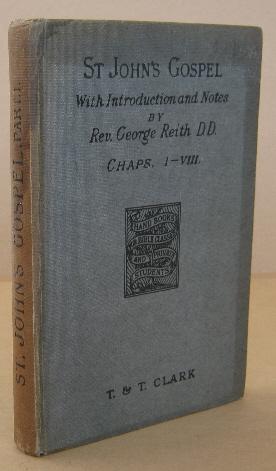 ST JOHN'S GOSPEL
With Introduction and Notes
BY
Rev. George Reith D.D.
CHAPS. I–VIII.
HAND BOOKS
FOR
BIBLE CLASSES
AND PRIVATE
STUDENTS
T. & T. CLARK
ST. JOHN'S GOSPEL, PART I.